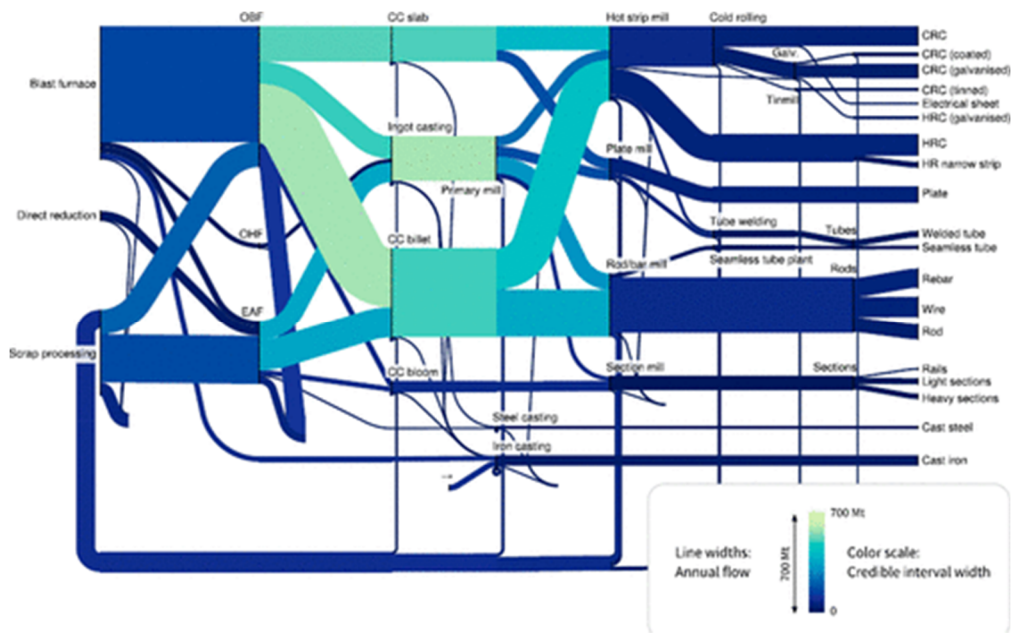 OBF
CC slab
Hot strip mill
Cold rolling
CRC
Galv.
CRC (coated)
CRC (galvanised)
Blast furnace
CRC (tinned)
Tinmill
Electrical sheet
HRC (galvanised)
Ingot casting
HRC
Plate mill
HR narrow strip
Primary mill
Plate
Direct reduction
Tube welding
OHF
Tubes
Welded tube
CC billet
Seamless tube
Seamless tube plant
Rod/bar mill
Rods
Rebar
EAF
Wire
Rod
Scrap processing
CC bloom
Section mill
Sections
Rails
Light sections
Heavy sections
Steel casting
Cast steel
Iron casting
Cast iron
700 Mt
Line widths:
Annual flow
700 Mt
Color scale:
Credible interval width
0